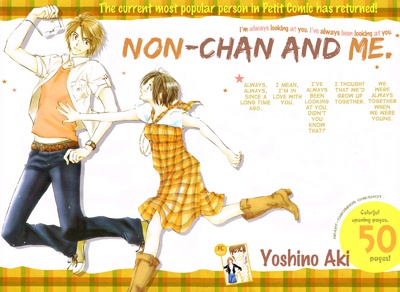 The current most popular person in Petit Comic has returned!
I'm always looking at you. I've always been looking at you.
NON-CHAN AND ME.
WE WERE ALWAYS TOGETHER WHEN WE WERE YOUNG.
I THOUGHT THAT WE'D GROW UP TOGETHER.
I'VE ALWAYS BEEN LOOKING AT YOU. DIDN'T YOU KNOW THAT?
I MEAN, I'M IN LOVE WITH YOU.
ALWAYS, ALWAYS, SINCE A LONG TIME AGO.
Colorful opening pages.
50
pages!
Yoshino Aki